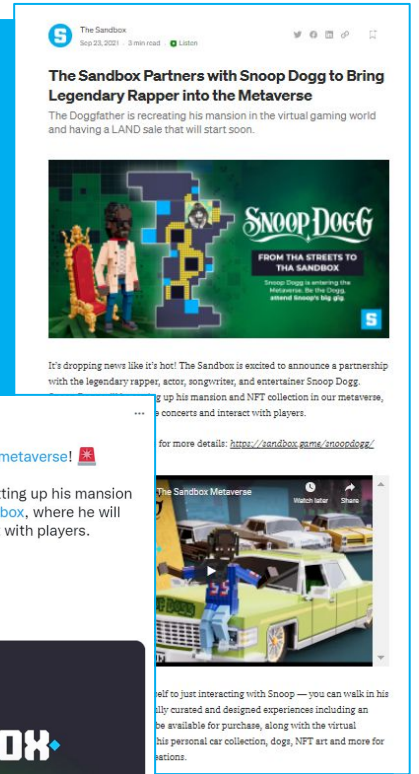 The Sandbox
Sep 23, 2021 · 3 min read · Listen
The Sandbox Partners with Snoop Dogg to Bring
Legendary Rapper into the Metaverse
The Doggfather is recreating his mansion in the virtual gaming world
and having a LAND sale that will start soon.
SNOOP DOGG
FROM THA STREETS TO
THA SANDBOX
Snoop Dogg is entering the
Metaverse. Be the Dogg,
attend Snoop's big gig.
S
It's dropping news like it's hot! The Sandbox is excited to announce a partnership
with the legendary rapper, actor, songwriter, and entertainer Snoop Dogg.
up his mansion and NFT collection in our metaverse,
concerts and interact with players.
for more details: https://sandbox.game/snoopdogg/
metaverse!
tting up his mansion
box, where he will
with players.
The Sandbox Metaverse
Watch later
Share
self to just interacting with Snoop — you can walk in his
lly curated and designed experiences including an
be available for purchase, along with the virtual
his personal car collection, dogs, NFT art and more for
eations.
OX